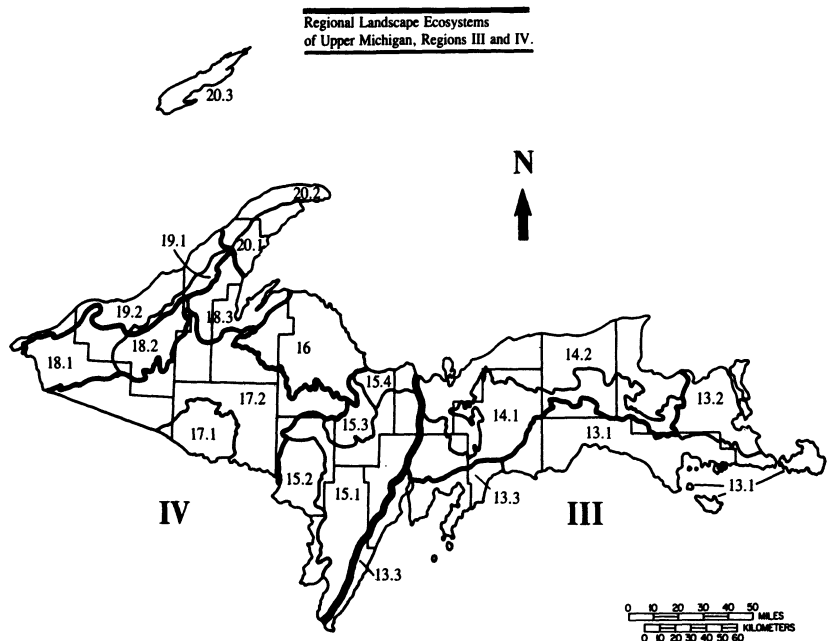 Regional Landscape Ecosystems
of Upper Michigan, Regions III and IV.
20.3
N
20.2
19.1
20.1
19.2
18.3
18.2
18.1
16
15.4
14.2
13.2
17.2
14.1
15.3
13.1
17.1
15.2
15.1
13.3
13.1
IV
III
13.3
0 10 20 30 40 50
MILES
KILOMETERS
0 10 20 30 40 50 60